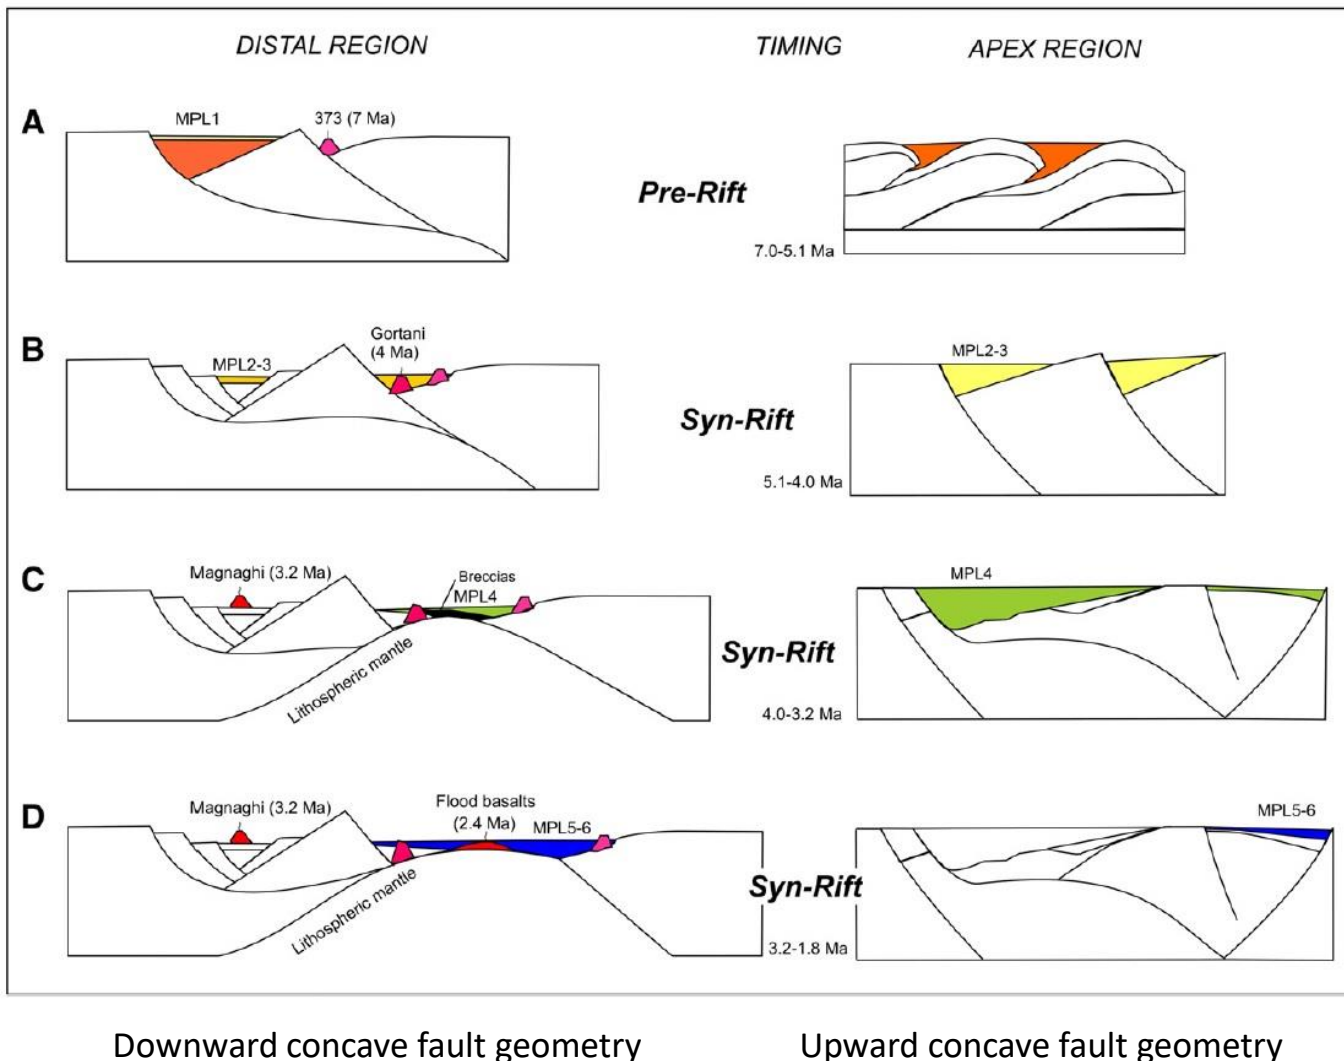 DISTAL REGION
TIMING
APEX REGION
A
MPL1
373 (7 Ma)
Pre-Rift
7.0-5.1 Ma
B
MPL2-3
Gortani
(4 Ma)
Syn-Rift
5.1-4.0 Ma
MPL2-3
C
Magnaghi (3.2 Ma)
Breccias
MPL4
Lithospheric mantle
Syn-Rift
4.0-3.2 Ma
MPL4
D
Magnaghi (3.2 Ma)
Flood basalts
(2.4 Ma)
MPL5-6
Lithospheric mantle
Syn-Rift
3.2-1.8 Ma
MPL5-6
Downward concave fault geometry
Upward concave fault geometry